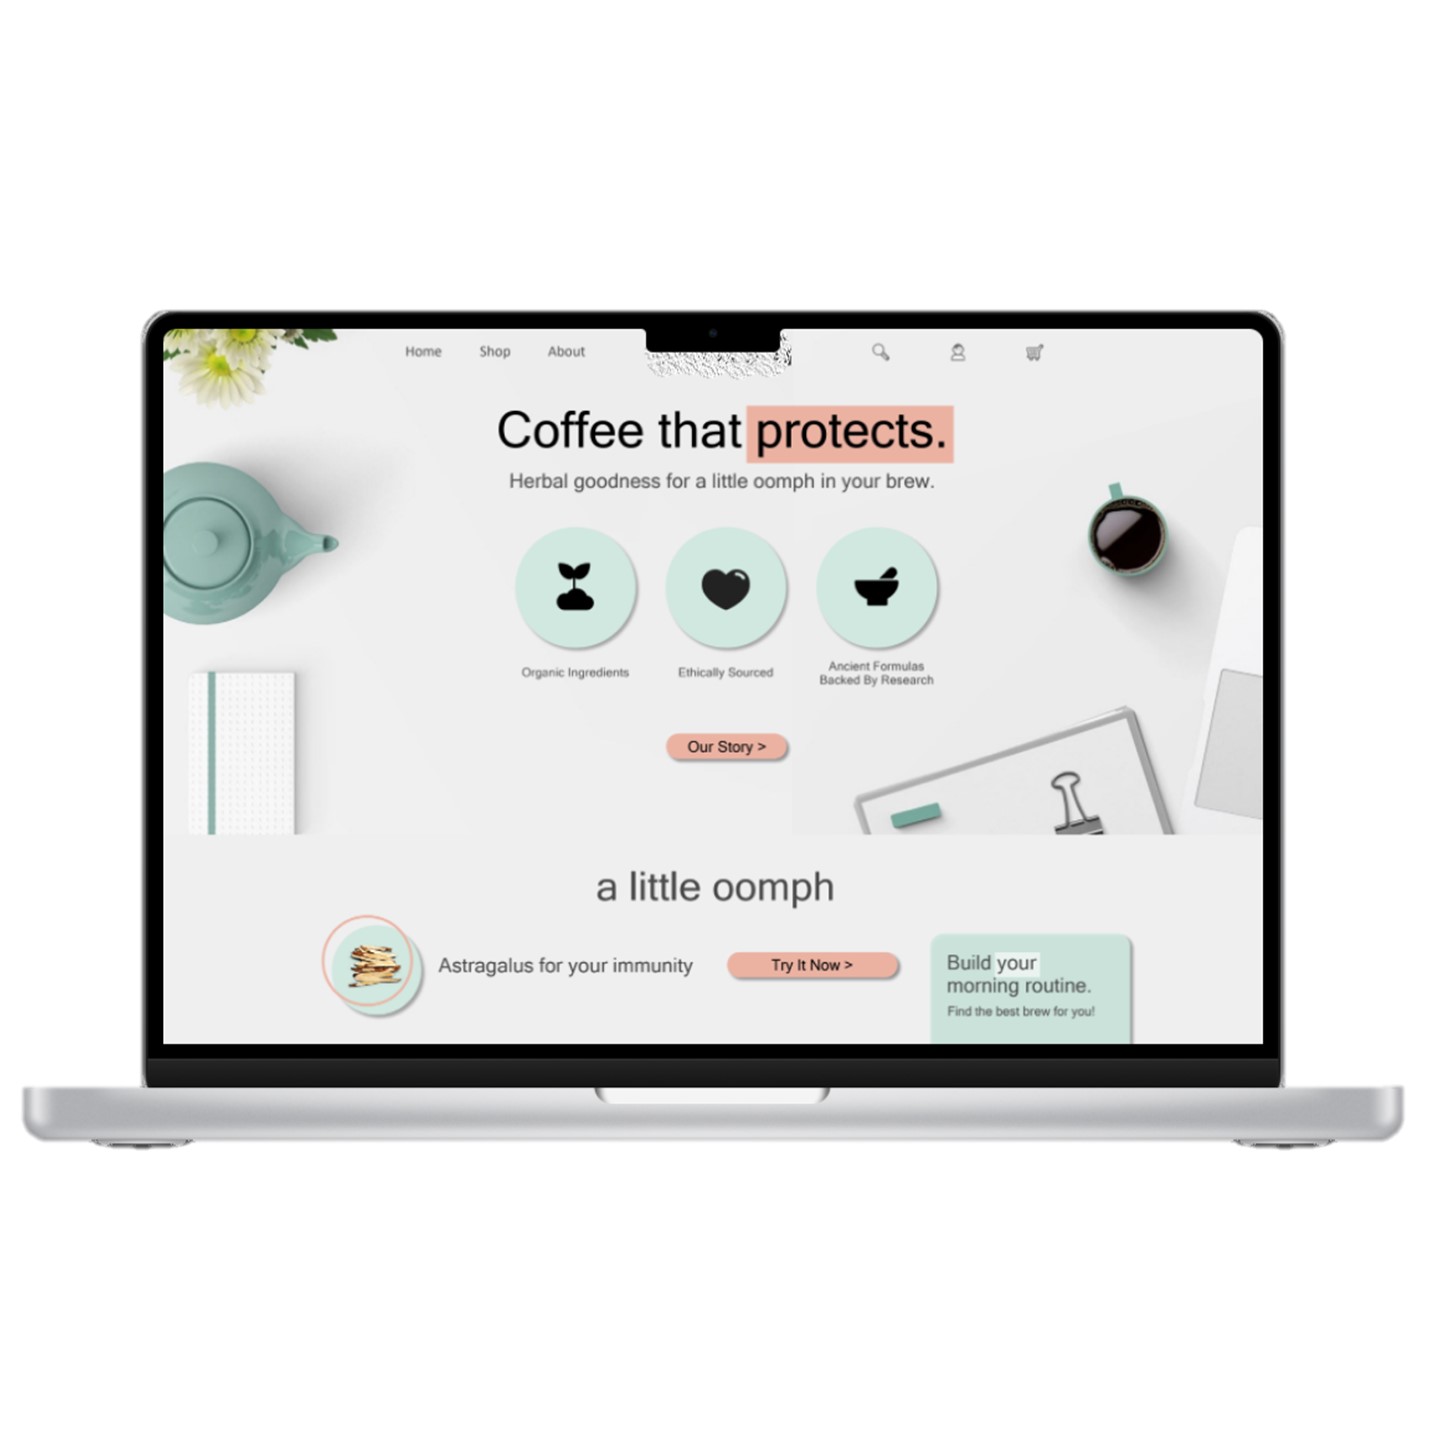 Home Shop About
Coffee that protects.
Herbal goodness for a little oomph in your brew.
Organic Ingredients
Ethically Sourced
Ancient Formulas
Backed By Research
Our Story >
a little oomph
Astragalus for your immunity
Try It Now >
Build your
morning routine.
Find the best brew for you!